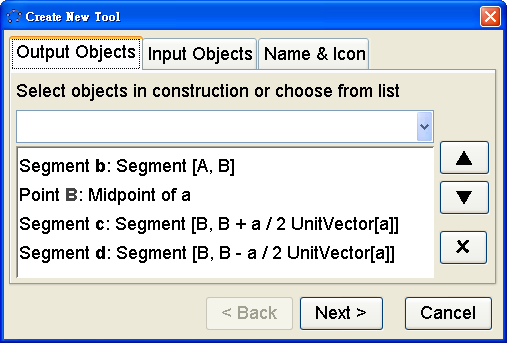 Create New Tool
Output Objects Input Objects Name & Icon
Select objects in construction or choose from list
Segment b: Segment [A, B]
Point B: Midpoint of a
Segment c: Segment [B, B + a / 2 UnitVector[a]]
Segment d: Segment [B, B - a / 2 UnitVector[a]]
< Back Next > Cancel